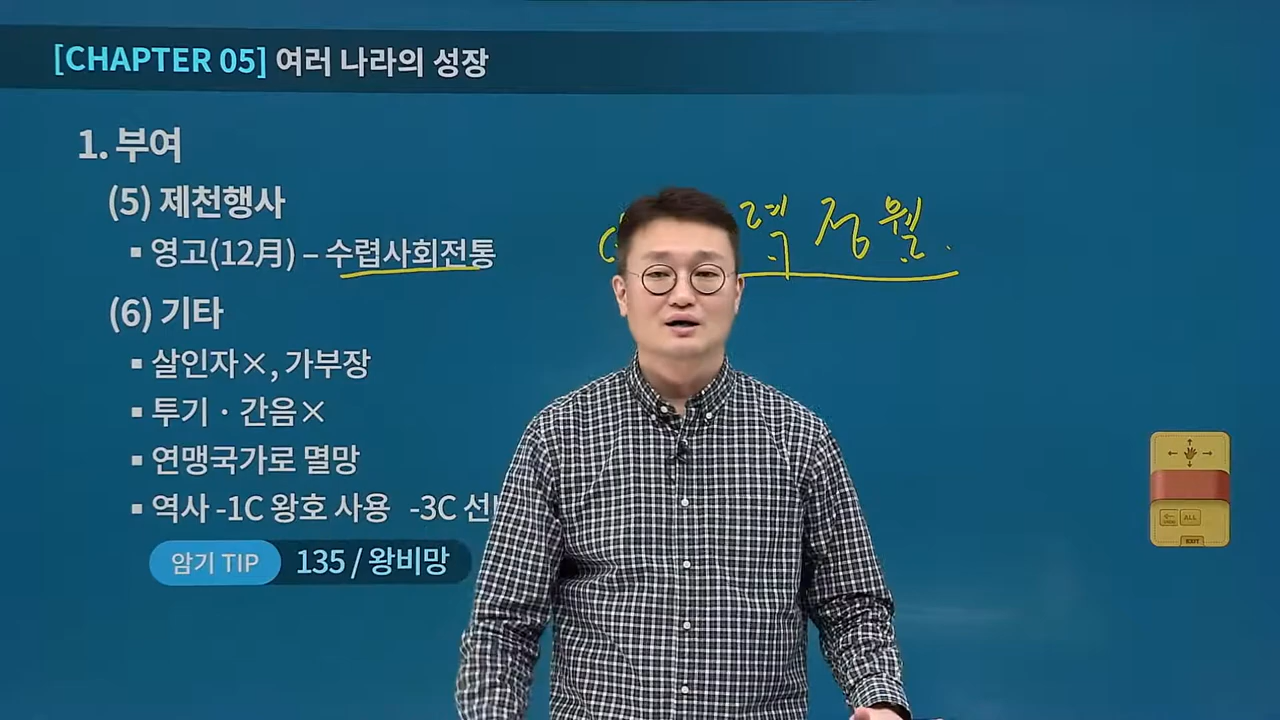 [CHAPTER 05] 여러 나라의 성장
1. 부여
(5) 제천행사
▪ 영고(12月) – 수렵사회전통
력 정월.
(6) 기타
▪ 살인자×, 가부장
▪ 투기 · 간음×
▪ 연맹국가로 멸망
▪ 역사 -1C 왕호 사용 -3C
암기 TIP 135 / 왕비망
ALL
EXIT